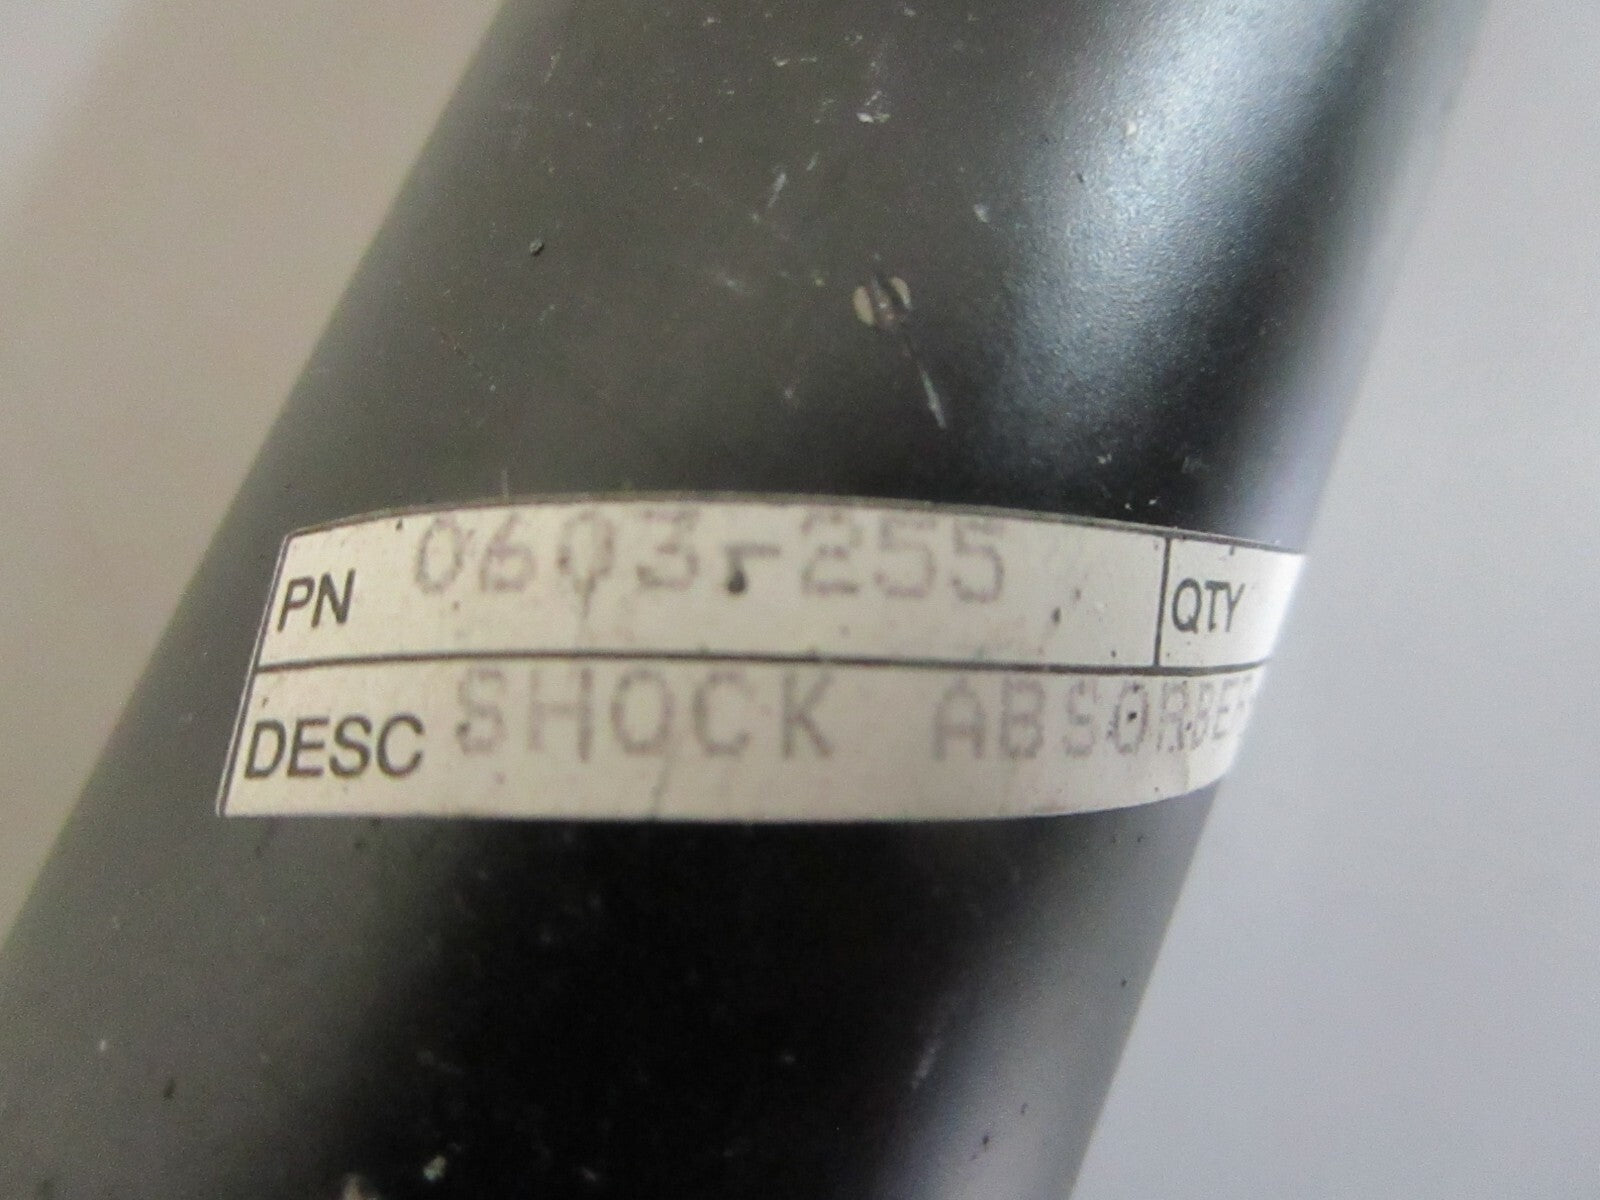 PN 0603-255 QTY
DESC SHOCK ABSORBE